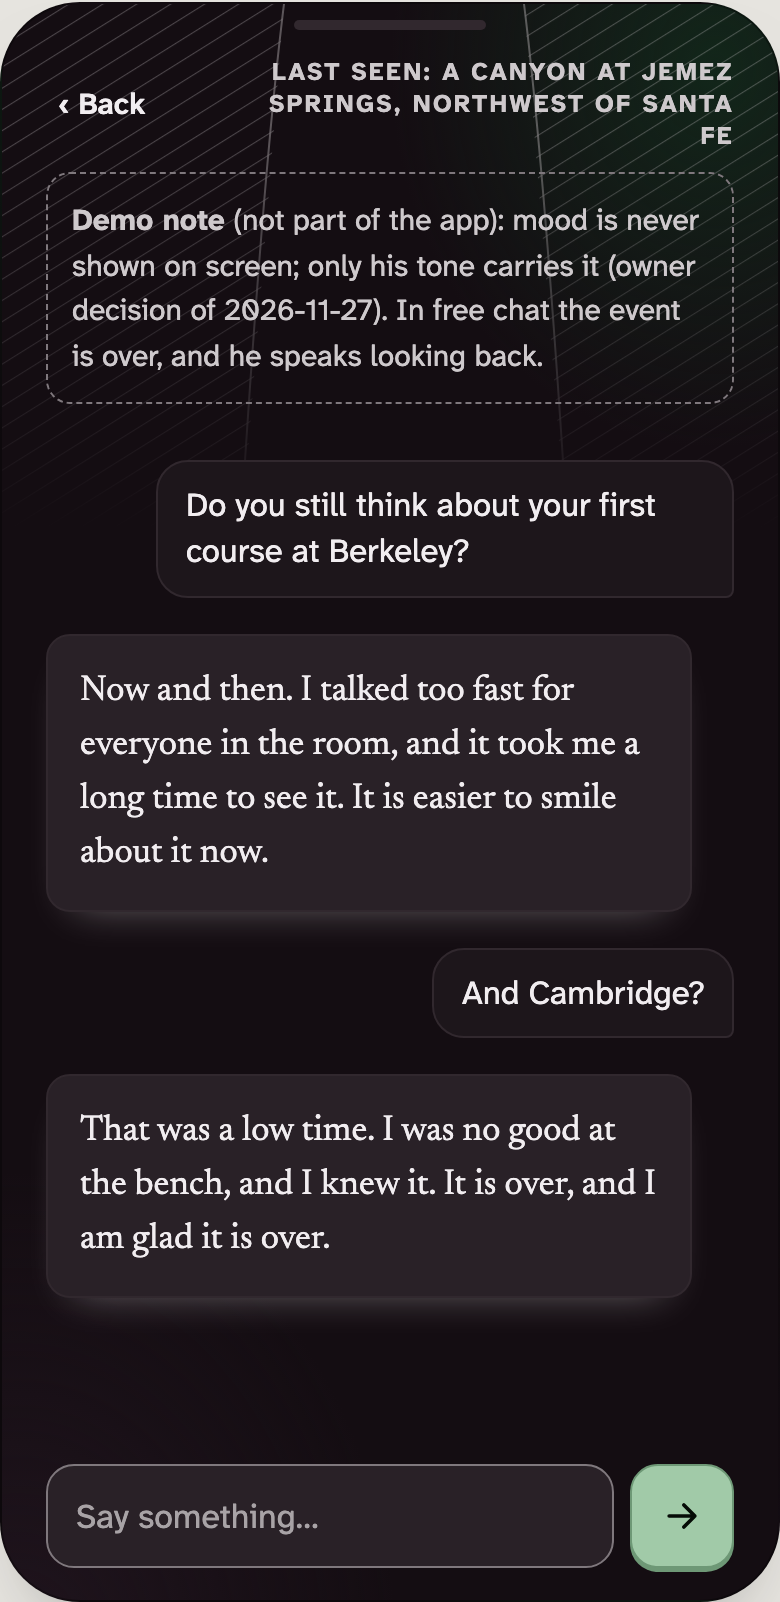 ‹ Back
LAST SEEN: A CANYON AT JEMEZ
SPRINGS, NORTHWEST OF SANTA
FE
Demo note (not part of the app): mood is never
shown on screen; only his tone carries it (owner
decision of 2026-11-27). In free chat the event
is over, and he speaks looking back.
Do you still think about your first
course at Berkeley?
Now and then. I talked too fast for
everyone in the room, and it took me a
long time to see it. It is easier to smile
about it now.
And Cambridge?
That was a low time. I was no good at
the bench, and I knew it. It is over, and I
am glad it is over.
Say something...